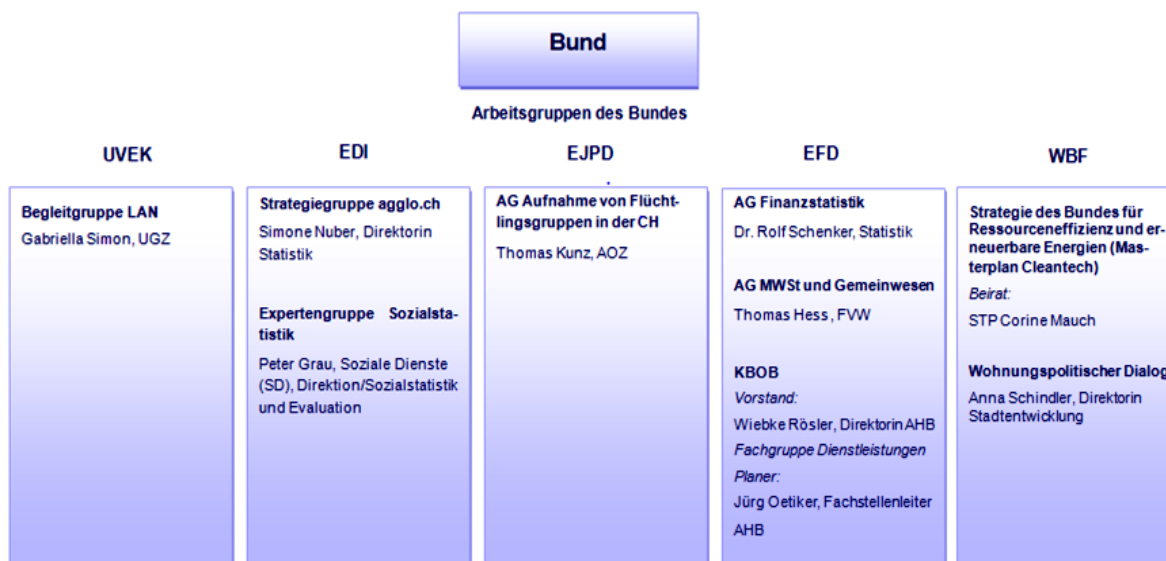 Bund
Arbeitsgruppen des Bundes
UVEK
Begleitgruppe LAN
Gabriella Simon, UGZ
EDI
Strategiegruppe agglo.ch
Simone Nuber, Direktorin
Statistik
Expertengruppe Sozialsta-
tistik
Peter Grau, Soziale Dienste
(SD), Direktion/Sozialstatistik
und Evaluation
EJPD
AG Aufnahme von Flücht-
lingsgruppen in der CH
Thomas Kunz, AOZ
EFD
AG Finanzstatistik
Dr. Rolf Schenker, Statistik
AG MWSt und Gemeinwesen
Thomas Hess, FVW
KBOB
Vorstand:
Wiebke Rösler, Direktorin AHB
Fachgruppe Dienstleistungen
Planer:
Jürg Oetiker, Fachstellenleiter
AHB
WBF
Strategie des Bundes für
Ressourceneffizienz und er-
neuerbare Energien (Mas-
terplan Cleantech)
Beirat:
STP Corine Mauch
Wohnungspolitischer Dialog
Anna Schindler, Direktorin
Stadtentwicklung